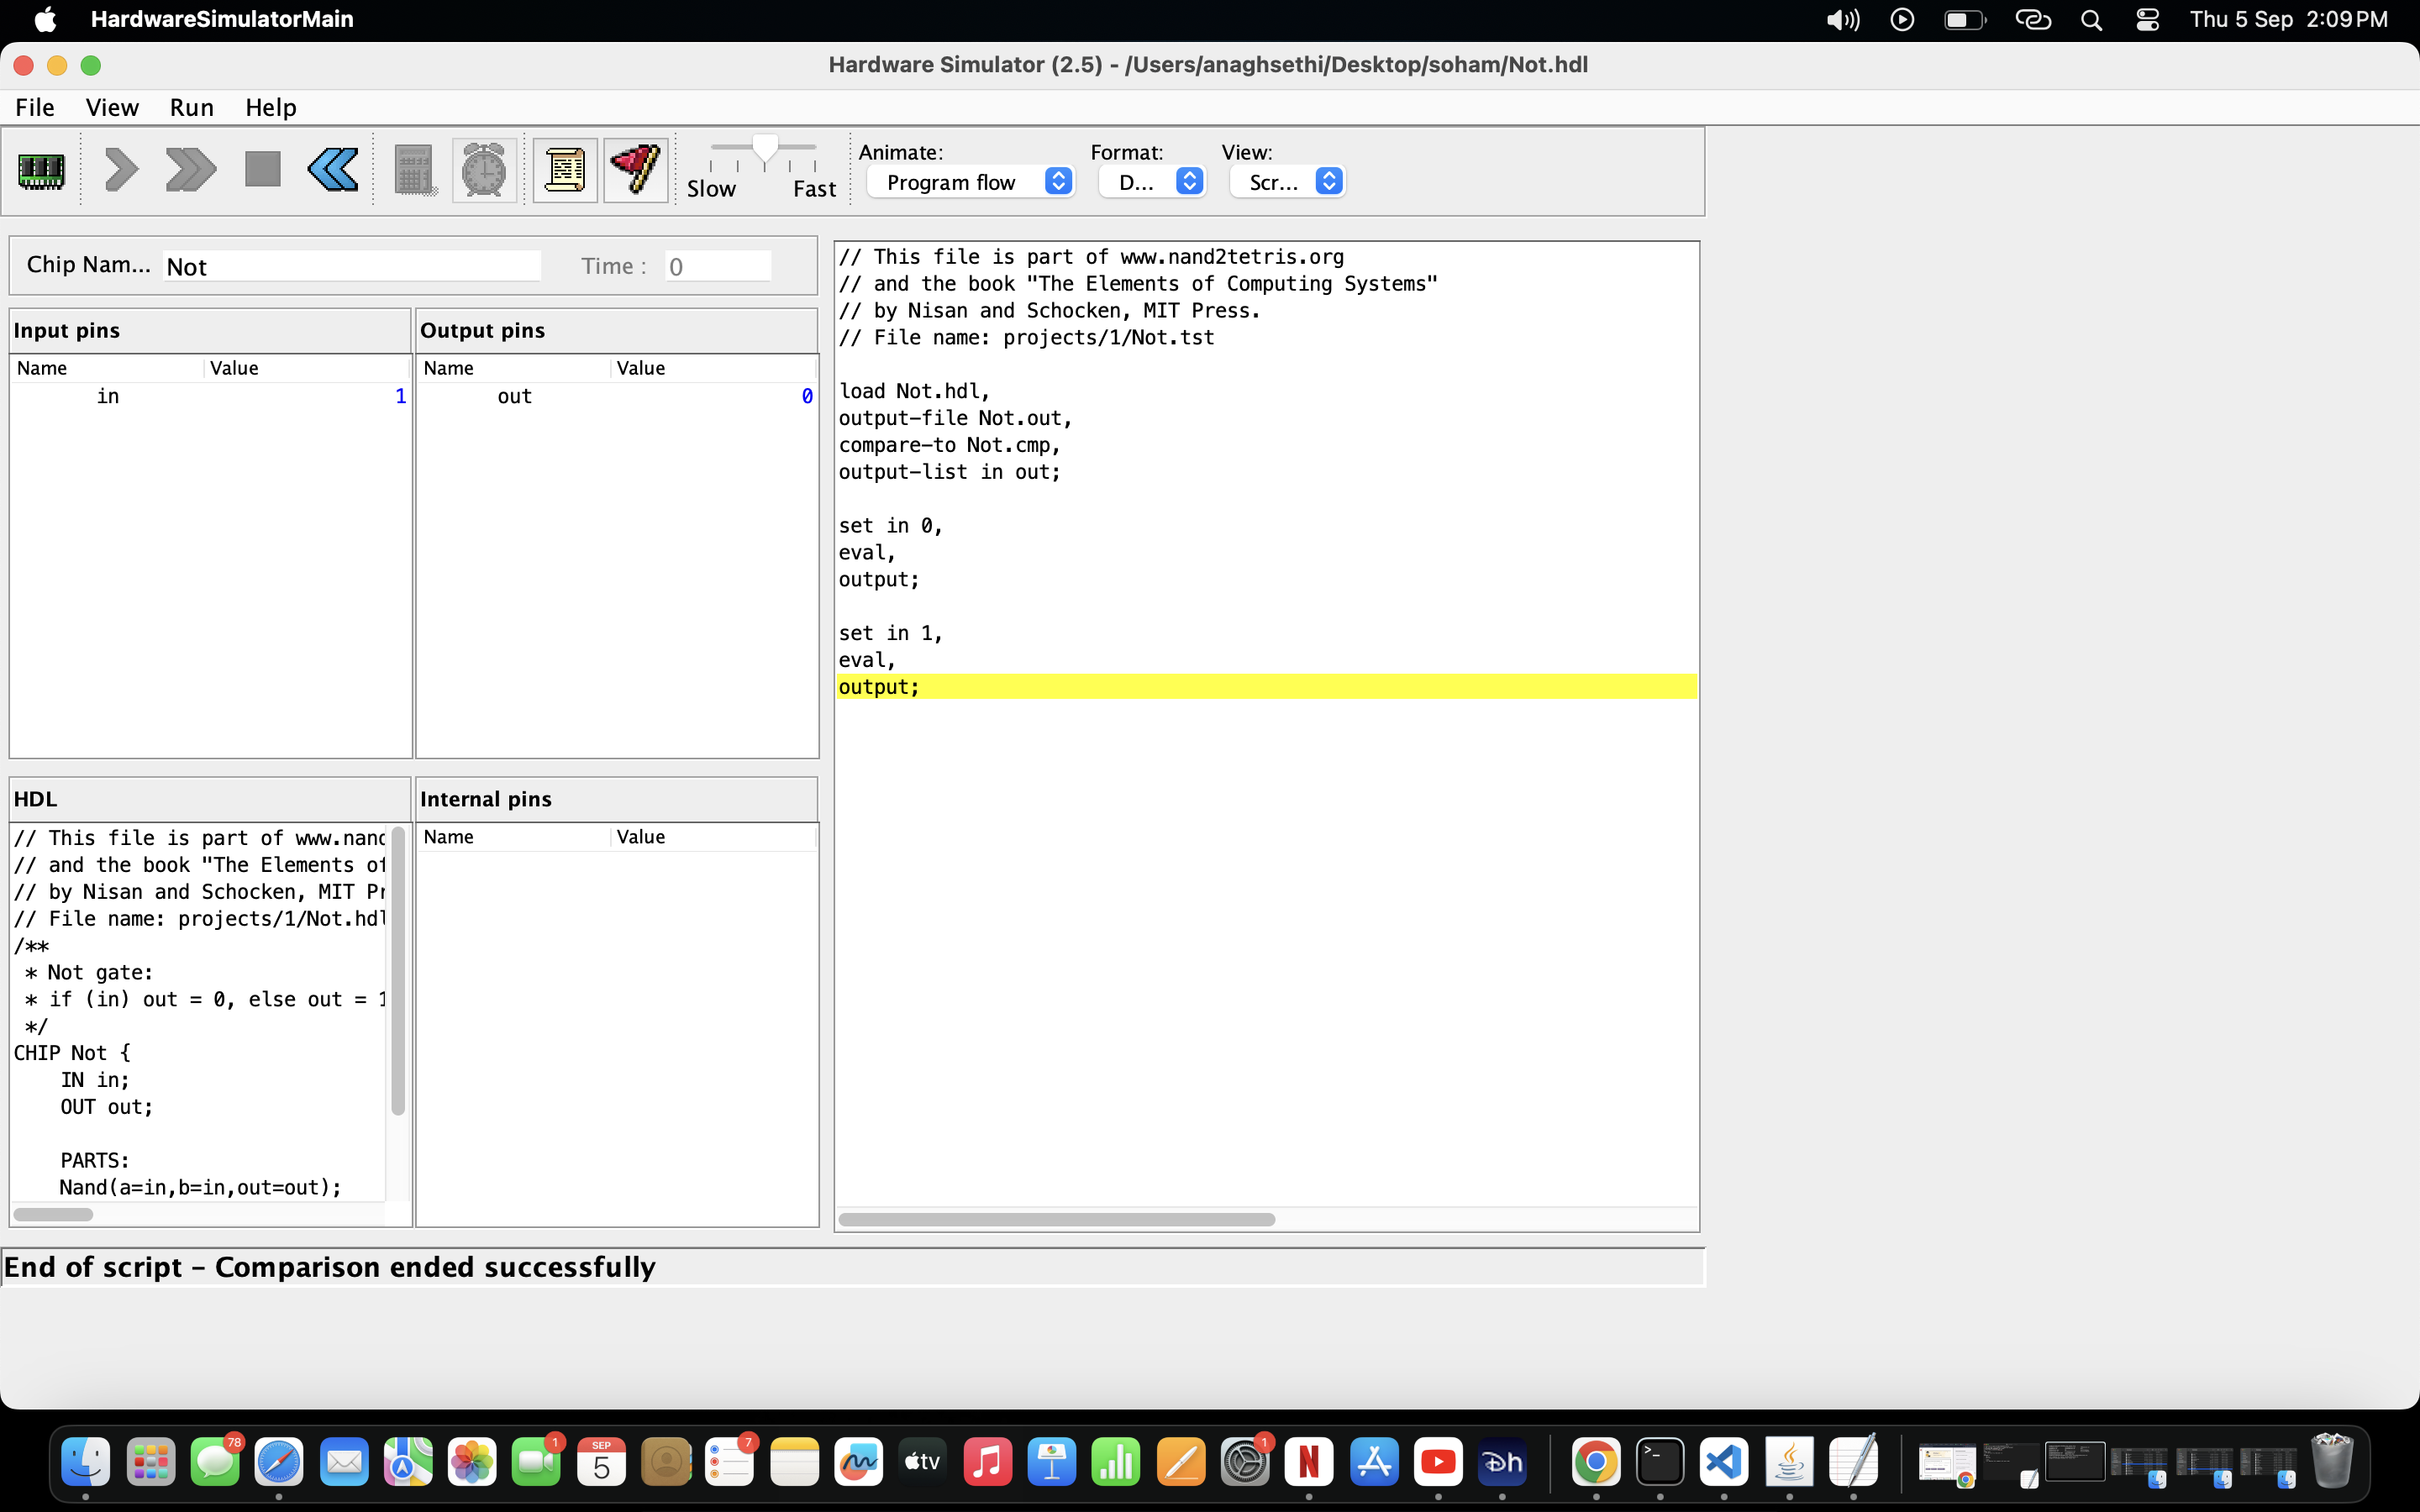 HardwareSimulatorMain
Thu 5 Sep 2:09 PM
Hardware Simulator (2.5) - /Users/anaghsethi/Desktop/soham/Not.hdl
File View Run Help
Slow Fast
Animate: Format: View:
Program flow D... Scr...
Chip Nam... Not Time : 0
Input pins
Name Value
in 1
Output pins
Name Value
out 0
HDL
// This file is part of www.nand
// and the book "The Elements of
// by Nisan and Schocken, MIT Pr
// File name: projects/1/Not.hdl
/**
* Not gate:
* if (in) out = 0, else out = 1
*/
CHIP Not {
IN in;
OUT out;
PARTS:
Nand(a=in,b=in,out=out);
Internal pins
Name Value
// This file is part of www.nand2tetris.org
// and the book "The Elements of Computing Systems"
// by Nisan and Schocken, MIT Press.
// File name: projects/1/Not.tst
load Not.hdl,
output-file Not.out,
compare-to Not.cmp,
output-list in out;
set in 0,
eval,
output;
set in 1,
eval,
output;
End of script - Comparison ended successfully
78 1 SEP 5 7 tv 1 N Dh >_